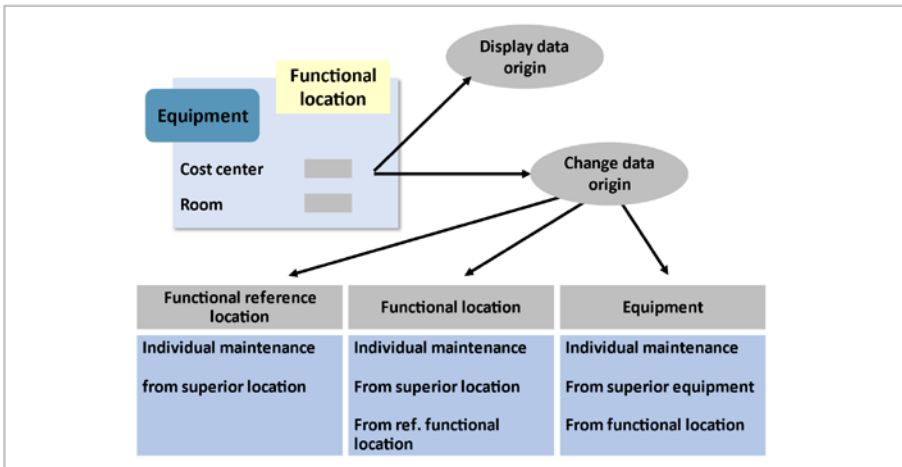 Display data
origin
Functional
location
Equipment
Cost center
Room
Change data
origin
Functional reference
location
Functional location
Equipment
Individual maintenance
from superior location
Individual maintenance
From superior location
From ref. functional
location
Individual maintenance
From superior equipment
From functional location